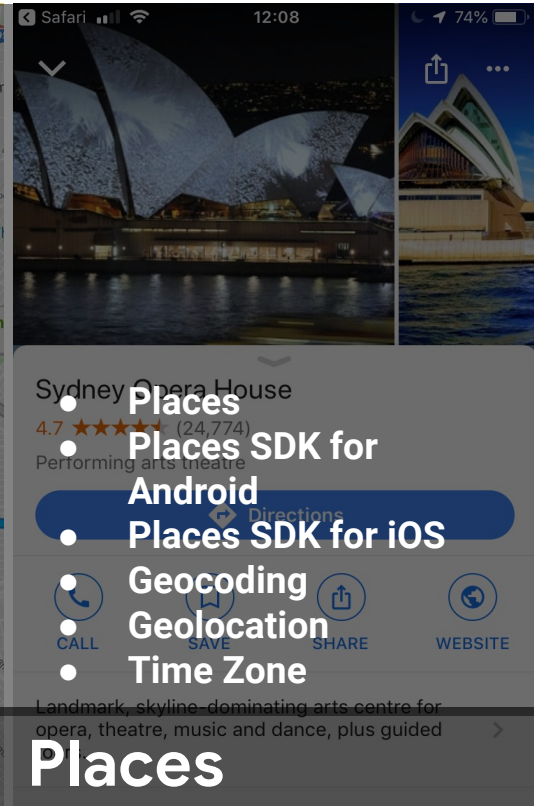 Safari
12:08
74%
Sydney Opera House
Places
4.7 (24,774)
Places SDK for
Performing arts theatre
Android
Directions
Places SDK for iOS
Geocoding
Geolocation
CALL SAVE SHARE WEBSITE
Time Zone
Landmark, skyline-dominating arts centre for
opera, theatre, music and dance, plus guided
Places